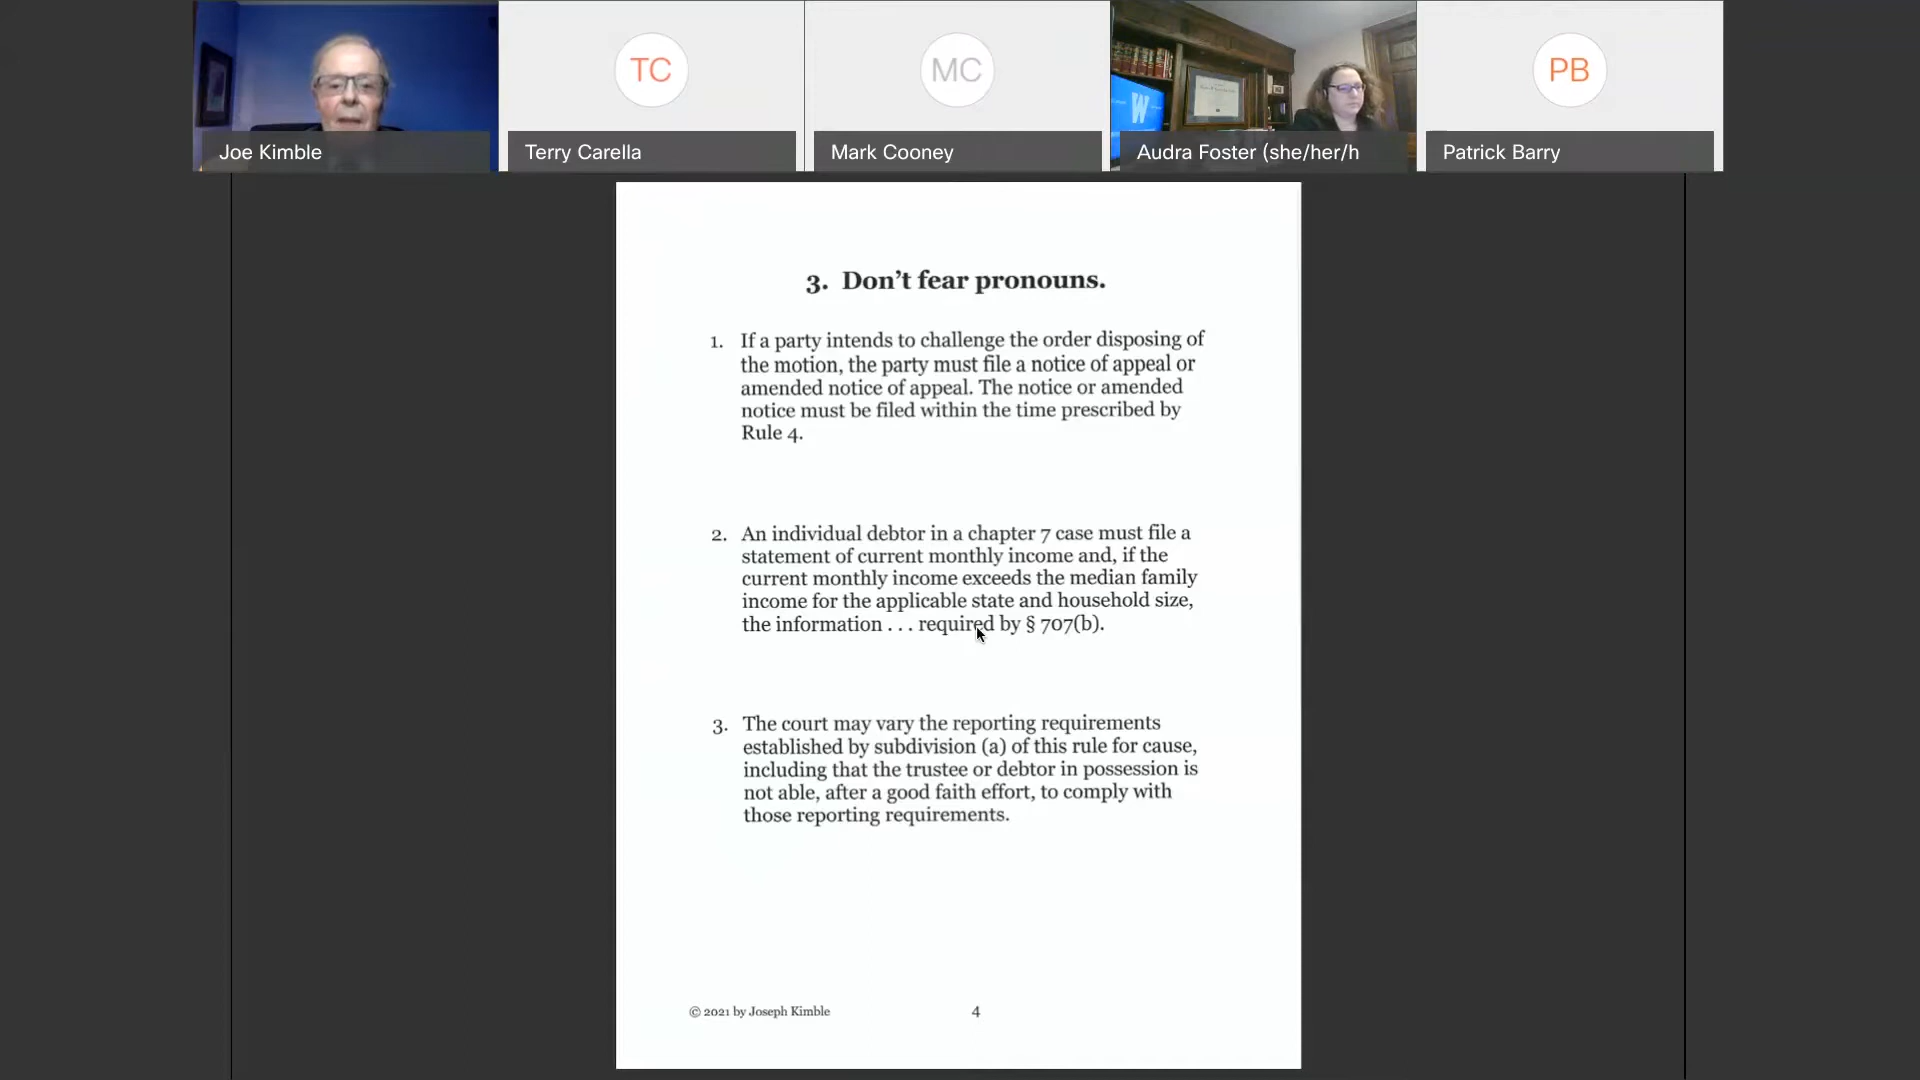 TC
MC
W
PB
Joe Kimble
Terry Carella
Mark Cooney
Audra Foster (she/her/h
Patrick Barry
3. Don't fear pronouns.
1. If a party intends to challenge the order disposing of
the motion, the party must file a notice of appeal or
amended notice of appeal. The notice or amended
notice must be filed within the time prescribed by
Rule 4.
2. An individual debtor in a chapter 7 case must file a
statement of current monthly income and, if the
current monthly income exceeds the median family
income for the applicable state and household size,
the information . . . required by § 707(b).
3. The court may vary the reporting requirements
established by subdivision (a) of this rule for cause,
including that the trustee or debtor in possession is
not able, after a good faith effort, to comply with
those reporting requirements.
© 2021 by Joseph Kimble
4